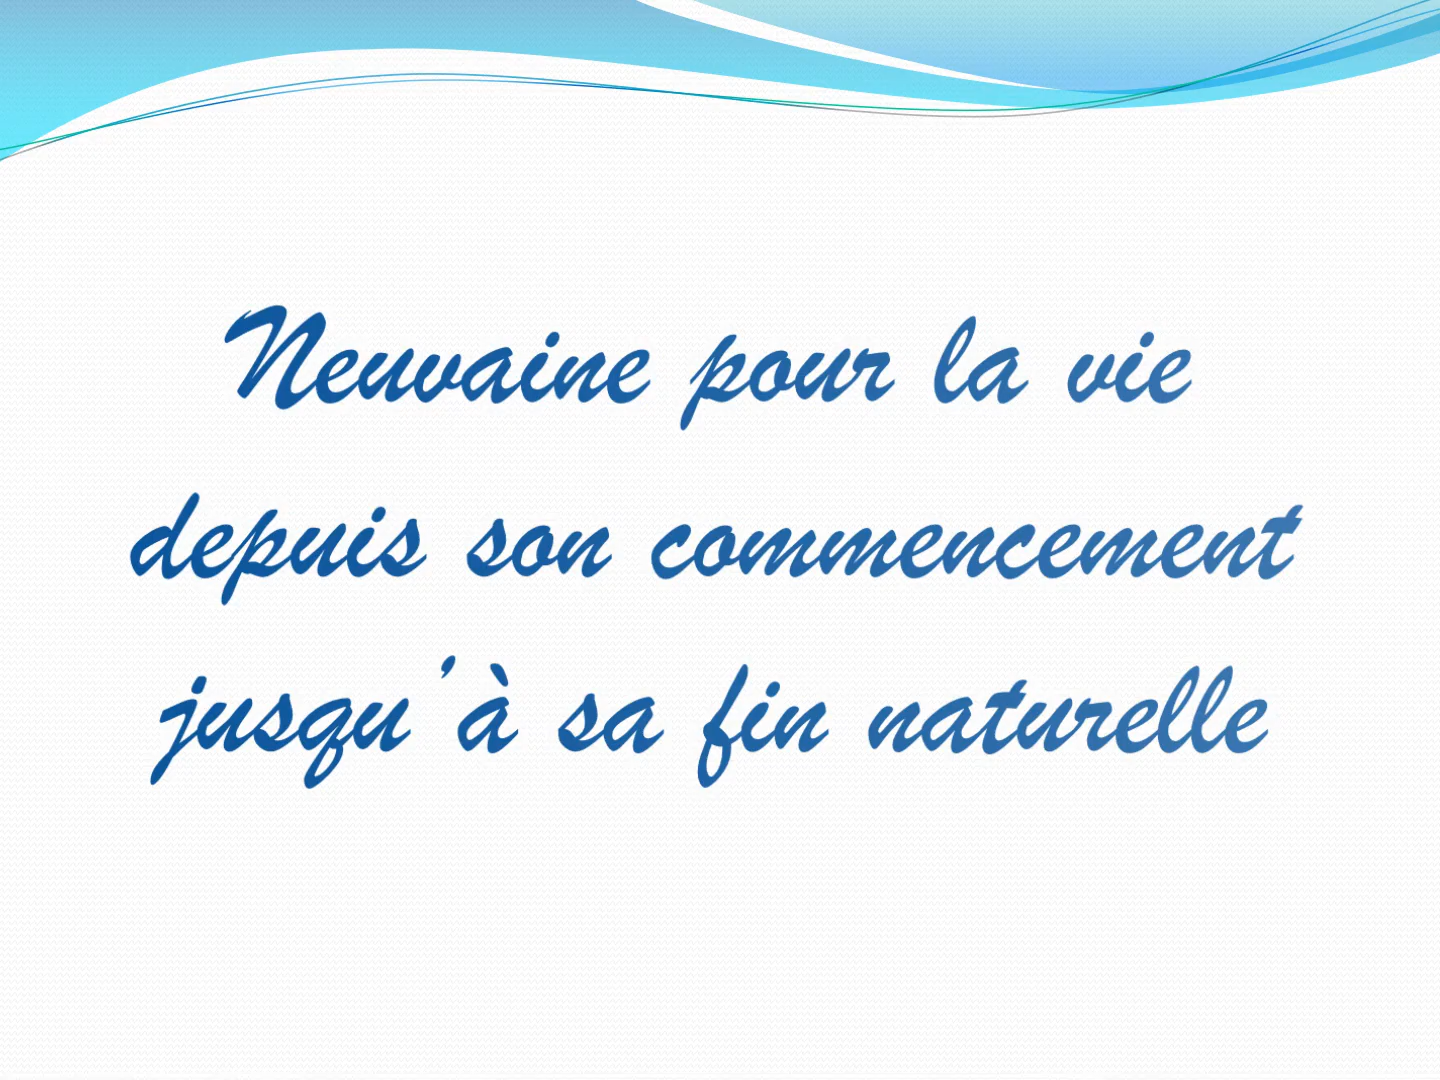 Neuvaine pour la vie
depuis son commencement
jusqu’à sa fin naturelle